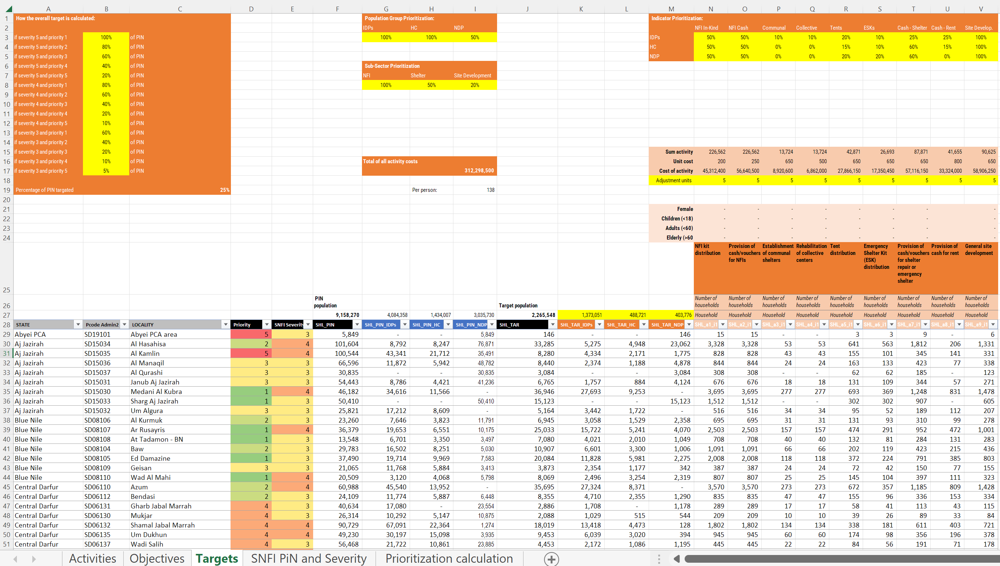 A B C D E F G H I J K L M N O P Q R S T U V
1 How the overall target is calculated: Population Group Prioritization: Indicator Prioritization:
2 IDPs HC NDP NFI In-Kind NFI Cash Communal Collective Tents ESKs Cash - Shelter Cash - Rent Site Develop.
3 if severity 5 and priority 1 100% of PIN 100% 100% 50% IDPs 50% 50% 10% 10% 20% 10% 25% 25% 100%
4 if severity 5 and priority 2 80% of PIN HC 50% 50% 0% 0% 15% 10% 60% 15% 100%
5 if severity 5 and priority 3 60% of PIN NDP 50% 50% 0% 0% 20% 20% 60% 0% 100%
6 if severity 5 and priority 4 40% of PIN Sub-Sector Prioritization
7 if severity 5 and priority 5 20% of PIN NFI Shelter Site Development
8 if severity 4 and priority 1 80% of PIN 100% 50% 20%
9 if severity 4 and priority 2 60% of PIN
10 if severity 4 and priority 3 40% of PIN
11 if severity 4 and priority 4 20% of PIN
12 if severity 4 and priority 5 10% of PIN
13 if severity 3 and priority 1 60% of PIN
14 if severity 3 and priority 2 40% of PIN
15 if severity 3 and priority 3 20% of PIN Sum activity 226,562 226,562 13,724 13,724 42,871 26,693 87,871 41,655 90,625
16 if severity 3 and priority 4 10% of PIN Total of all activity costs Unit cost 200 250 650 500 650 650 650 800 650
17 if severity 3 and priority 5 5% of PIN 312,298,500 Cost of activity 45,312,400 56,640,500 8,920,600 6,862,000 27,866,150 17,350,450 57,116,150 33,324,000 58,906,250
18 Adjustment units 5 5 5 5 5 5 5 5 5
19 Percentage of PIN targated 25% Per person: 138
20
21 Female - - - - - - - -
22 Children (<18) - - - - - - - -
23 Adults (<60) - - - - - - - -
24 Elderly (>60 - - - - - - - -
25 NFI kit distribution Provision of cash/vouchers for NFIs Establishment of communal shelters Rehabilitation of collective centers Tent distribution Emergency Shelter Kit (ESK) distribution Provision of cash/vouchers for shelter repair or emergency shelter Provision of cash for rent General site development
26 PIN population Target population Number of households Number of households Number of households Number of households Number of households Number of households Number of households Number of households Number of households
27 9,158,270 4,084,358 1,434,007 3,035,730 2,265,548 1,373,051 488,721 403,776 Household Household Household Household Household Household Household Household Household
28 STATE Pcode Admin2 LOCALITY Priority NSFI Severity SHL_PIN SHL_PIN_IDPs SHL_PIN_HC SHL_PIN_NDP SHL_TAR SHL_TAR_IDPs SHL_TAR_HC SHL_TAR_NDP SHL_a1_i1 SHL_a2_i1 SHL_a3_i1 SHL_a4_i1 SHL_a5_i1 SHL_a6_i1 SHL_a7_i1 SHL_a8_i1 SHL_a9_i1
29 Abyei PCA SD19101 Abyei PCA area 5 3 5,849 - - 5,849 146 - - 146 15 15 - - 3 3 9 - 6
30 Aj Jazirah SD15034 Al Hasahisa 2 4 101,604 8,792 8,247 76,871 33,285 5,275 4,948 23,062 3,328 3,328 53 53 641 563 1,812 206 1,331
31 Aj Jazirah SD15035 Al Kamlin 5 4 100,544 43,341 21,712 35,491 8,280 4,334 2,171 1,775 828 828 43 43 155 101 345 141 331
32 Aj Jazirah SD15036 Al Manaqil 3 3 66,596 11,872 5,942 48,782 8,440 2,374 1,188 4,878 844 844 24 24 163 133 423 77 338
33 Aj Jazirah SD15037 Al Qurashi 3 3 30,835 - - 30,835 3,084 - - 3,084 308 308 - - 62 62 185 - 123
34 Aj Jazirah SD15031 Janub Aj Jazirah 3 3 54,443 8,786 4,421 41,236 6,765 1,757 884 4,124 676 676 18 18 131 109 344 57 271
35 Aj Jazirah SD15030 Medani Al Kubra 1 4 46,182 34,616 11,566 - 36,946 27,693 9,253 - 3,695 3,695 277 277 693 369 1,248 831 1,478
36 Aj Jazirah SD15033 Sharg Aj Jazirah 1 3 50,410 - - 50,410 15,123 - - 15,123 1,512 1,512 - - 302 302 907 - 605
37 Aj Jazirah SD15032 Um Algura 3 3 25,821 17,212 8,609 - 5,164 3,442 1,722 - 516 516 34 34 95 52 189 112 207
38 Blue Nile SD08106 Al Kurmuk 2 3 23,260 7,646 3,823 11,791 6,945 3,058 1,529 2,358 695 695 31 31 131 93 310 99 278
39 Blue Nile SD08107 Ar Rusayris 1 4 36,379 19,653 6,551 10,175 25,033 15,722 5,241 4,070 2,503 2,503 157 157 474 291 952 472 1,001
40 Blue Nile SD08108 At Tadamon - BN 1 3 13,548 6,701 3,350 3,497 7,080 4,021 2,010 1,049 708 708 40 40 132 81 284 131 283
41 Blue Nile SD08104 Baw 2 3 29,783 16,502 8,251 5,030 10,907 6,601 3,300 1,006 1,091 1,091 66 66 202 119 423 215 436
42 Blue Nile SD08105 Ed Damazine 1 3 37,490 19,714 9,969 7,583 20,084 11,828 5,981 2,275 2,008 2,008 118 118 372 224 791 385 803
43 Blue Nile SD08109 Geisan 3 3 21,065 11,768 5,884 3,413 3,873 2,354 1,177 342 387 387 24 24 72 42 150 77 155
44 Blue Nile SD08110 Wad Al Mahi 1 4 20,509 3,120 4,068 5,798 8,069 2,496 3,254 2,319 807 807 25 25 145 104 397 111 323
45 Central Darfur SD06110 Azum 2 4 60,988 45,540 13,952 - 35,695 27,324 8,371 - 3,570 3,570 273 273 672 357 1,185 809 1,428
46 Central Darfur SD06112 Bendasi 2 3 24,109 11,774 5,887 6,448 8,355 4,710 2,355 1,290 835 835 47 47 155 96 336 153 334
47 Central Darfur SD06131 Gharb Jabal Marrah 4 3 40,634 17,080 - 23,554 2,886 1,708 - 1,178 289 289 17 17 58 41 113 43 115
48 Central Darfur SD06130 Mukjar 4 3 26,314 10,292 5,147 10,875 2,088 1,029 515 544 209 209 10 10 39 26 89 33 84
49 Central Darfur SD06132 Shamal Jabal Marrah 4 4 90,729 67,091 22,364 1,274 18,019 13,418 4,473 128 1,802 1,802 134 134 338 181 611 403 721
50 Central Darfur SD06135 Um Dukhun 4 4 49,230 30,197 15,098 3,935 9,453 6,039 3,020 394 945 945 60 60 174 98 356 196 378
51 Central Darfur SD06137 Wadi Salih 4 3 56,468 21,722 10,861 23,885 4,453 2,172 1,086 1,195 445 445 22 22 84 56 191 71 178
Activities Objectives Targets SNFI PiN and Severity Prioritization calculation